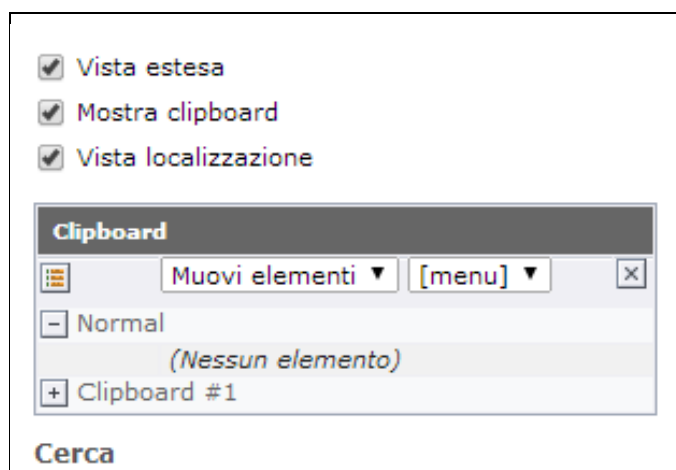 Vista estesa
Mostra clipboard
Vista localizzazione
Clipboard
Muovi elementi [menu]
Normal
(Nessun elemento)
Clipboard #1
Cerca